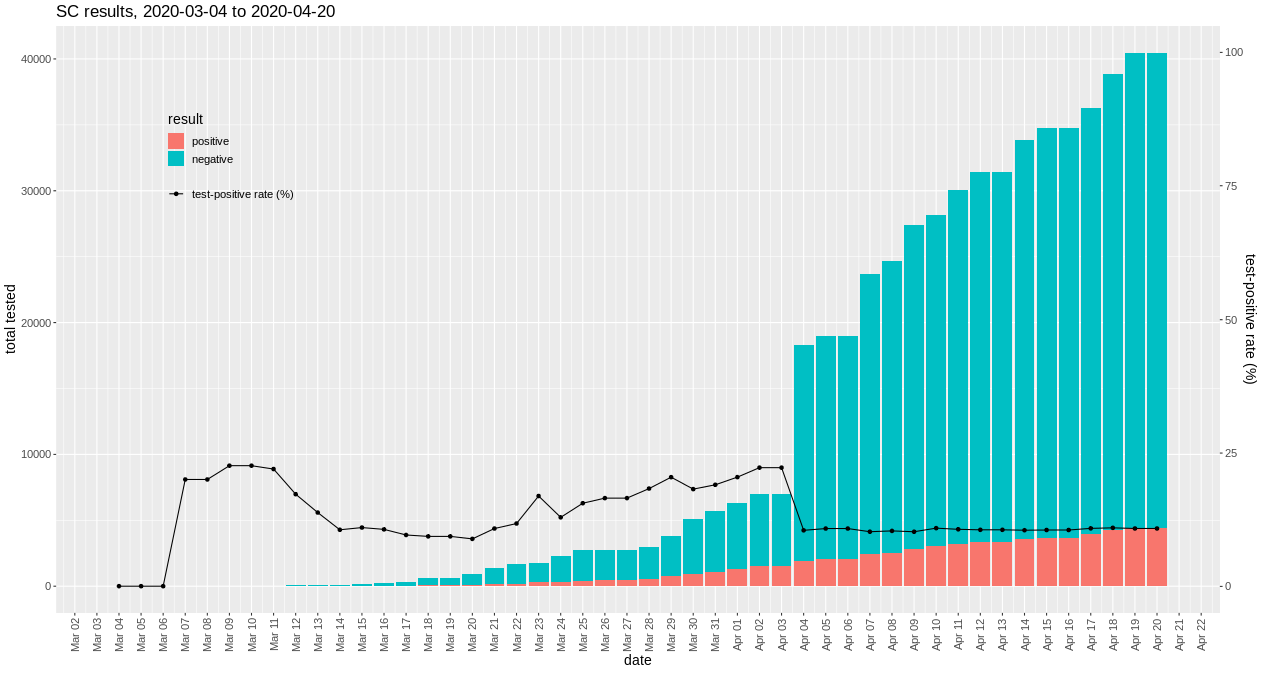 SC results, 2020-03-04 to 2020-04-20
total tested
40000
30000
20000
10000
0
result
positive
negative
test-positive rate (%)
100
75
50
25
0
test-positive rate (%)
Mar 02
Mar 03
Mar 04
Mar 05
Mar 06
Mar 07
Mar 08
Mar 09
Mar 10
Mar 11
Mar 12
Mar 13
Mar 14
Mar 15
Mar 16
Mar 17
Mar 18
Mar 19
Mar 20
Mar 21
Mar 22
Mar 23
Mar 24
Mar 25
Mar 26
Mar 27
Mar 28
Mar 29
Mar 30
Mar 31
Apr 01
Apr 02
Apr 03
Apr 04
Apr 05
Apr 06
Apr 07
Apr 08
Apr 09
Apr 10
Apr 11
Apr 12
Apr 13
Apr 14
Apr 15
Apr 16
Apr 17
Apr 18
Apr 19
Apr 20
Apr 21
Apr 22
date